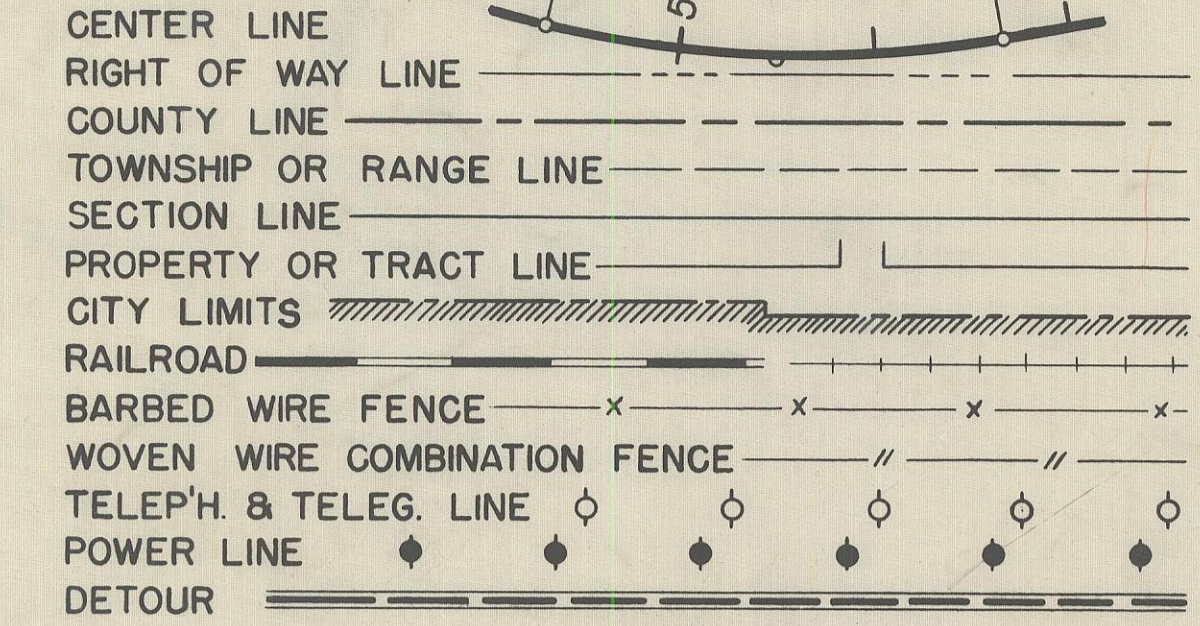 CENTER LINE 5
RIGHT OF WAY LINE
COUNTY LINE
TOWNSHIP OR RANGE LINE
SECTION LINE
PROPERTY OR TRACT LINE
CITY LIMITS
RAILROAD
BARBED WIRE FENCE
WOVEN WIRE COMBINATION FENCE
TELEP'H. & TELEG. LINE
POWER LINE
DETOUR